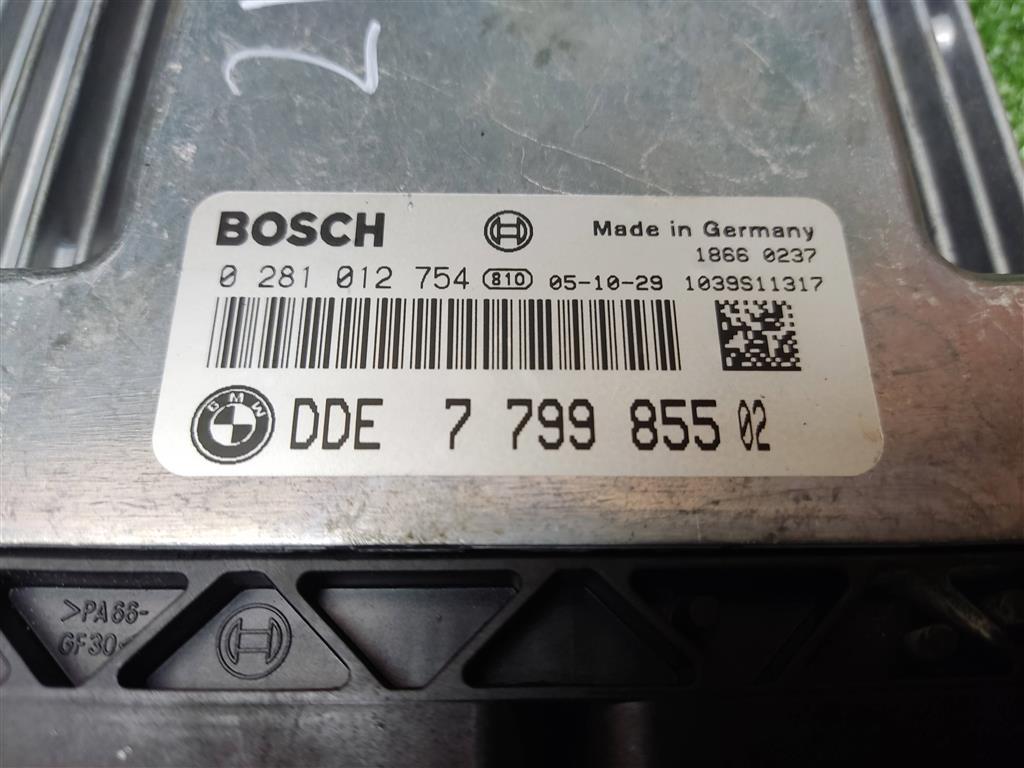 BOSCH
Made in Germany
1866 0237
0 281 012 754 810 05-10-29 1039S11317
BMW
DDE 7 799 855 02
>PA66-
GF30